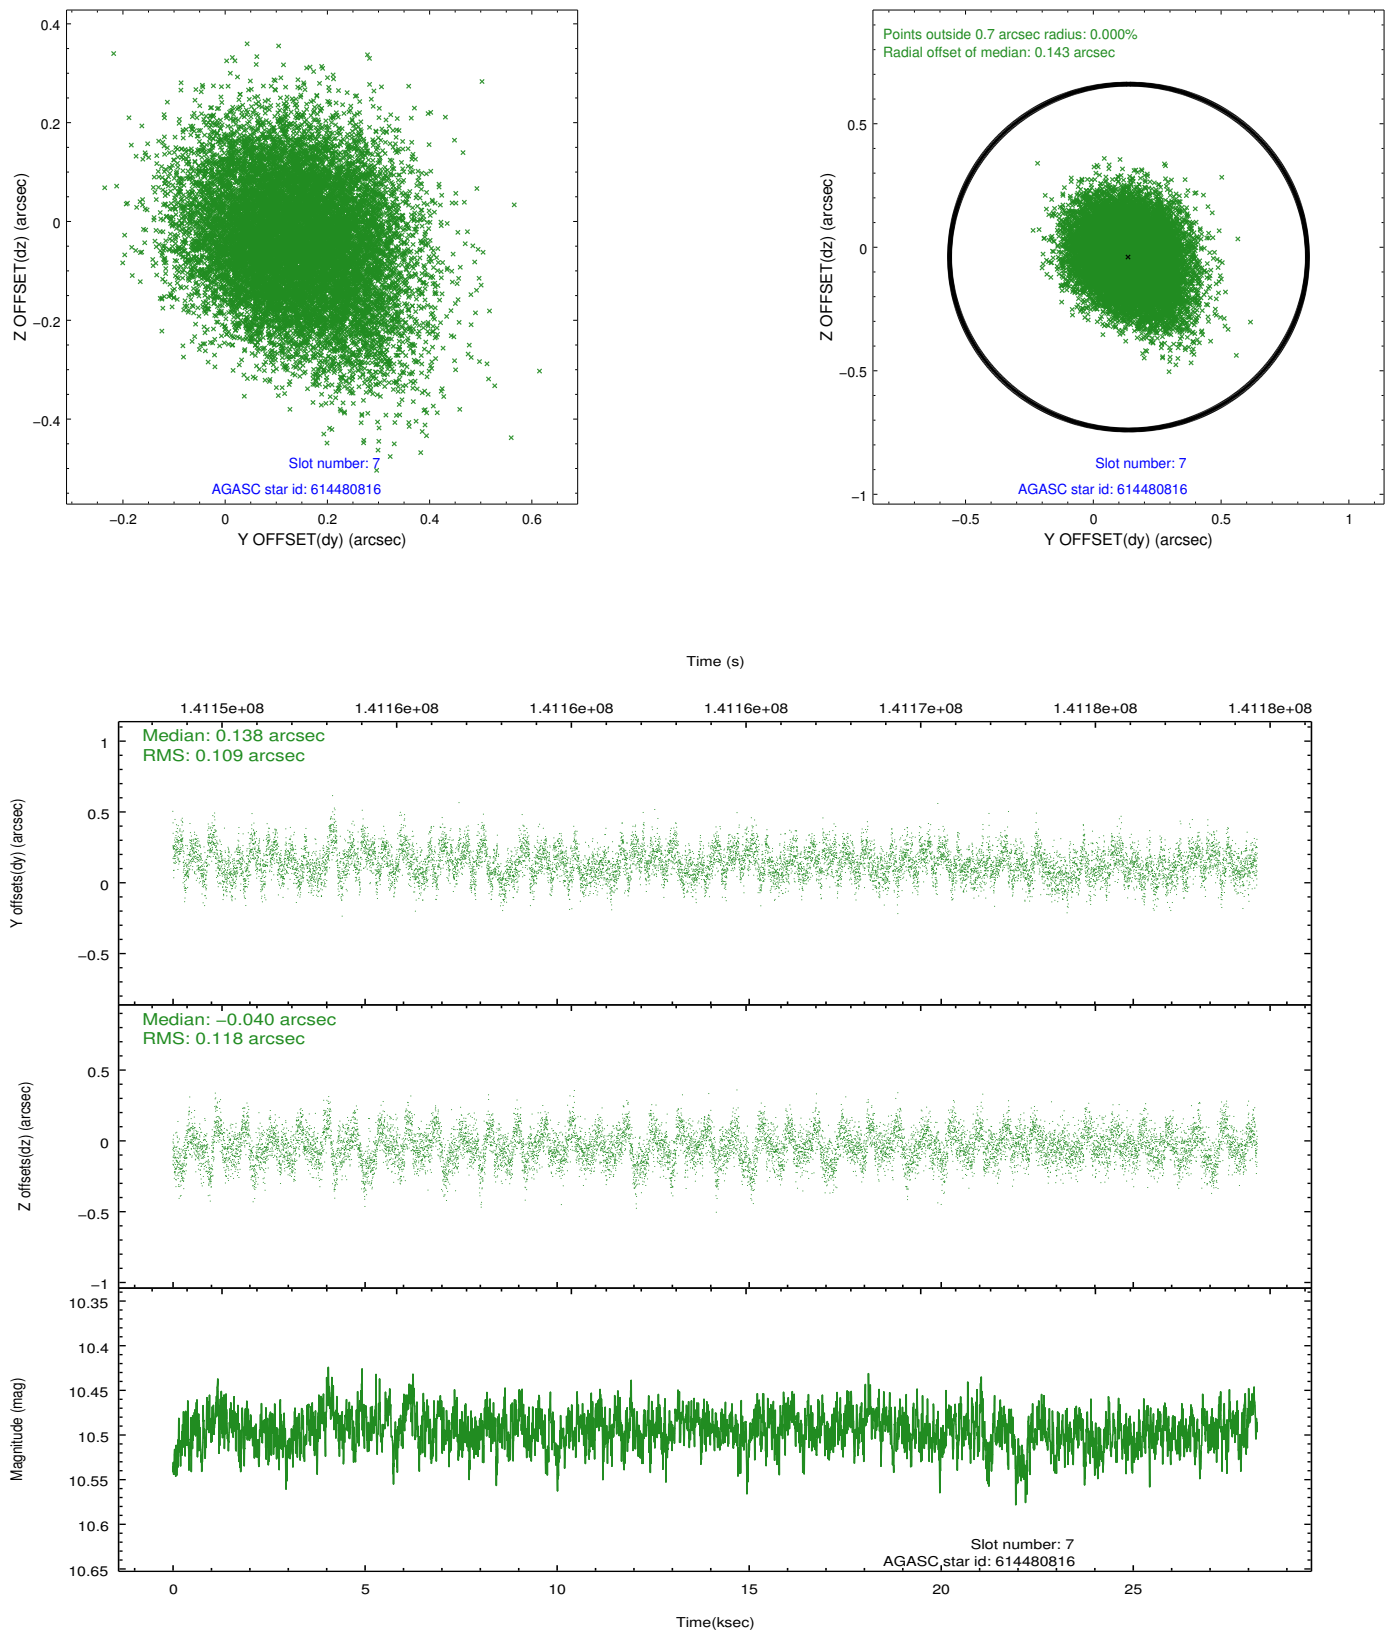 0.4
0.2
0
−0.2
−0.4
Z OFFSET(dz) (arcsec)
Slot number: 7
AGASC star id: 614480816
−0.2 0 0.2 0.4 0.6
Y OFFSET(dy) (arcsec)
Points outside 0.7 arcsec radius: 0.000%
Radial offset of median: 0.143 arcsec
0.5
0
−0.5
−1
Z OFFSET(dz) (arcsec)
Slot number: 7
AGASC star id: 614480816
−0.5 0 0.5 1
Y OFFSET(dy) (arcsec)
Time (s)
1.4115e+08 1.4116e+08 1.4116e+08 1.4116e+08 1.4117e+08 1.4118e+08 1.4118e+08
Median: 0.138 arcsec
RMS: 0.109 arcsec
1
0.5
0
−0.5
Y offsets(dy) (arcsec)
Median: −0.040 arcsec
RMS: 0.118 arcsec
0.5
0
−0.5
−1
Z offsets(dz) (arcsec)
10.35
10.4
10.45
10.5
10.55
10.6
10.65
Magnitude (mag)
Slot number: 7
AGASC star id: 614480816
0 5 10 15 20 25
Time(ksec)